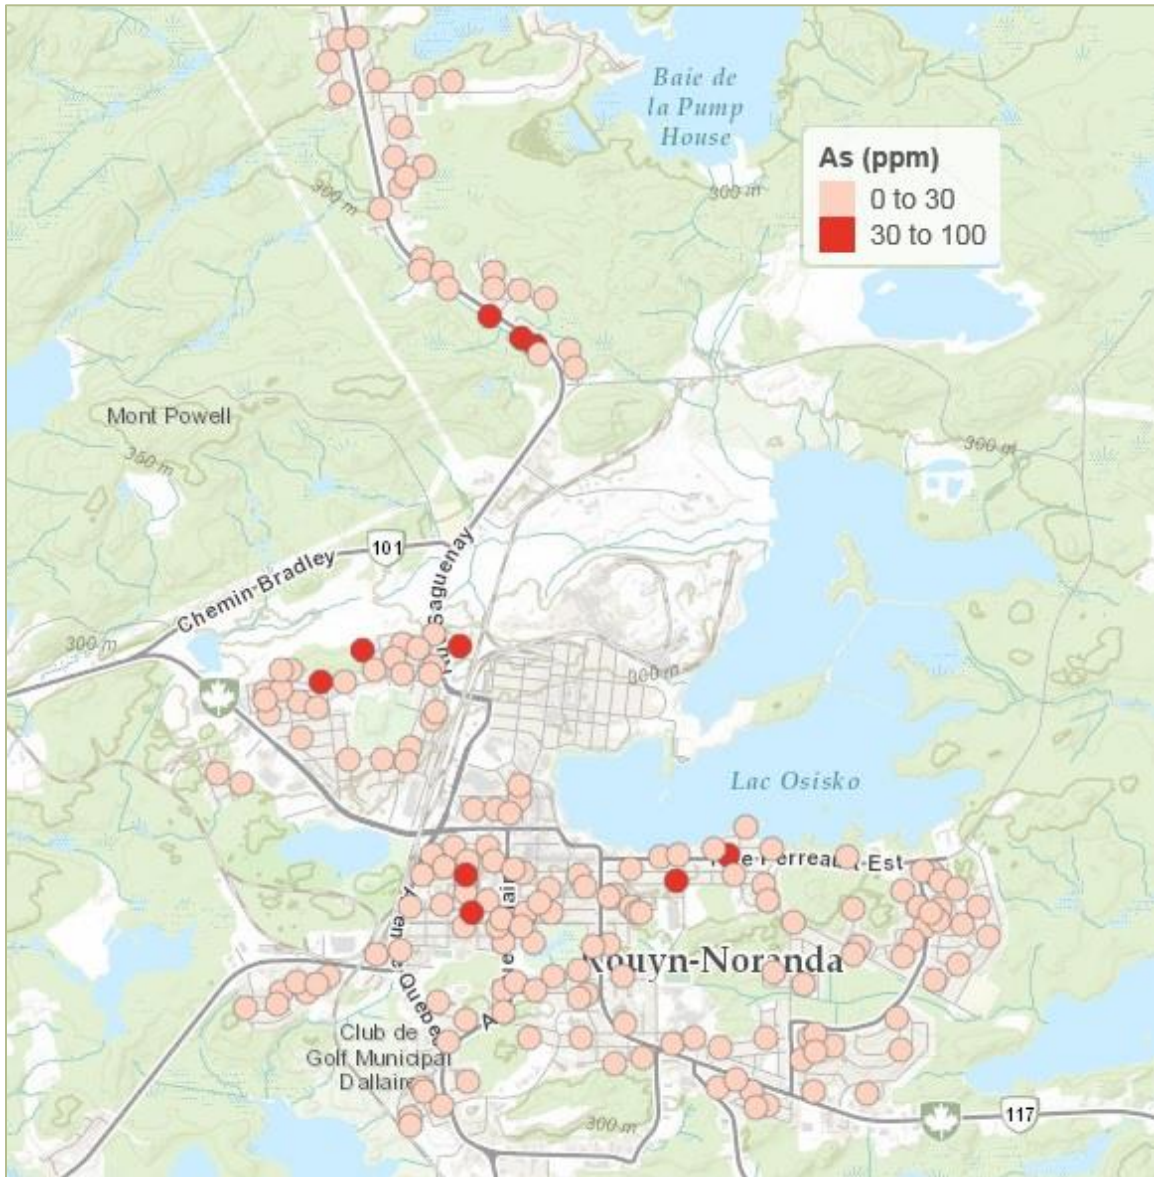 Baie de
la Pump
House
As (ppm)
0 to 30
30 to 100
300 m
300 m
Mont Powell
350 m
300 m
101
Chemin-Bradley
Saguenay
300 m
300 m
Lac Osisko
Rouyn-Noranda
Club de
Golf Municipal
Dallaire
300 m
117